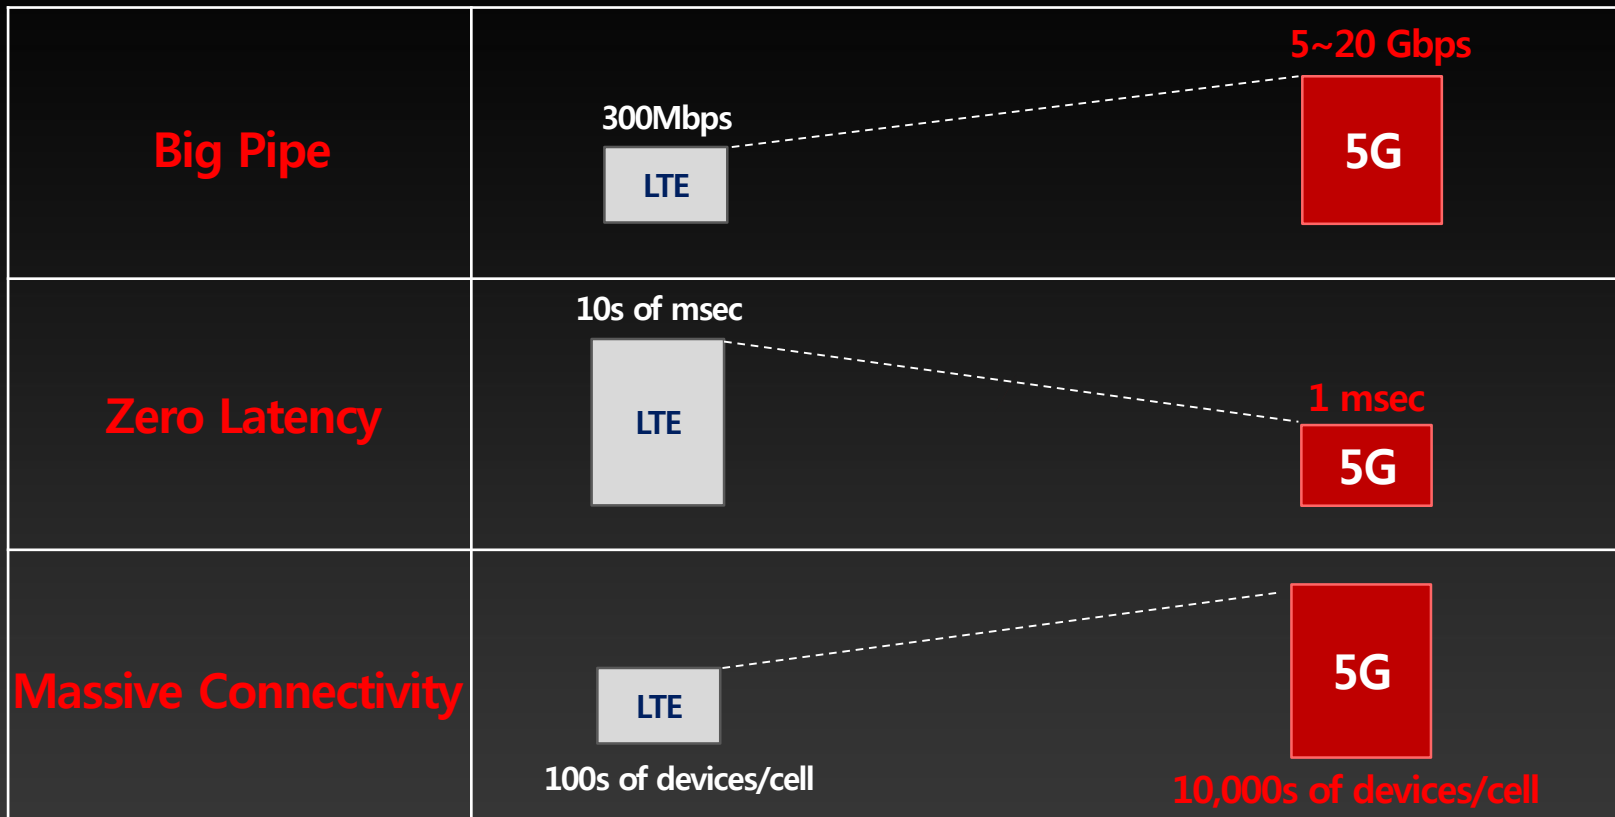 Big Pipe
300Mbps
LTE
5~20 Gbps
5G
Zero Latency
10s of msec
LTE
1 msec
5G
Massive Connectivity
LTE
100s of devices/cell
5G
10,000s of devices/cell